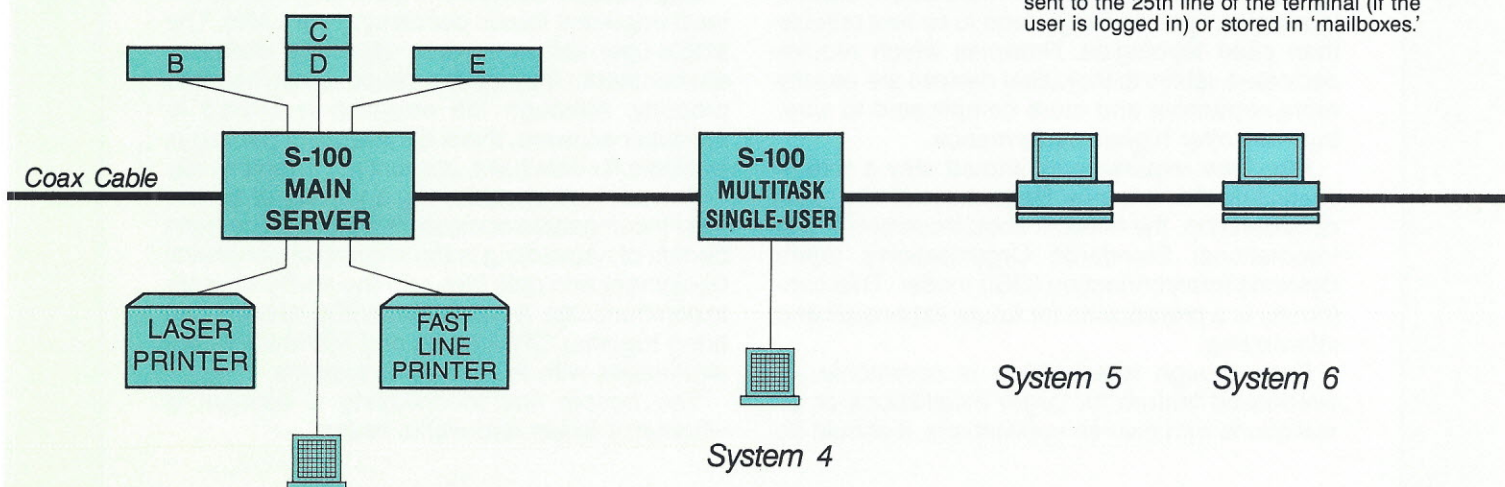 sent to the 25th line of the terminal (if the
user is logged in) or stored in ‘mailboxes.’
C
B
D
E
S-100
MAIN
SERVER
S-100
MULTITASK
SINGLE-USER
Coax Cable
LASER
PRINTER
FAST
LINE
PRINTER
System 5
System 6
System 4